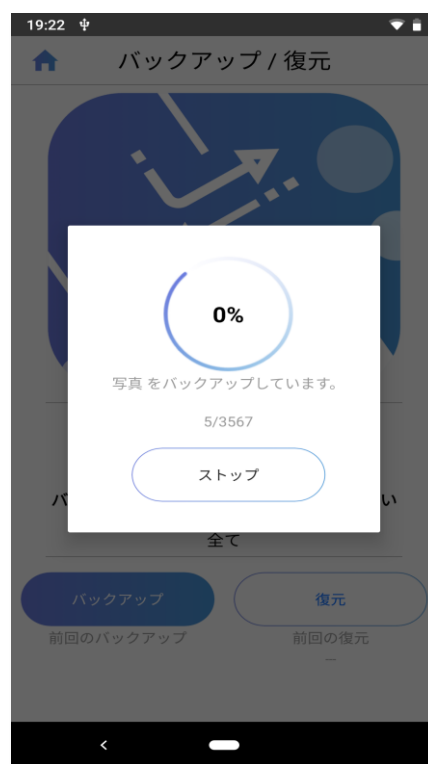 19:22
バックアップ / 復元
0%
写真 をバックアップしています。
5/3567
ストップ
バ
い
全て
バックアップ
復元
前回のバックアップ
前回の復元
—